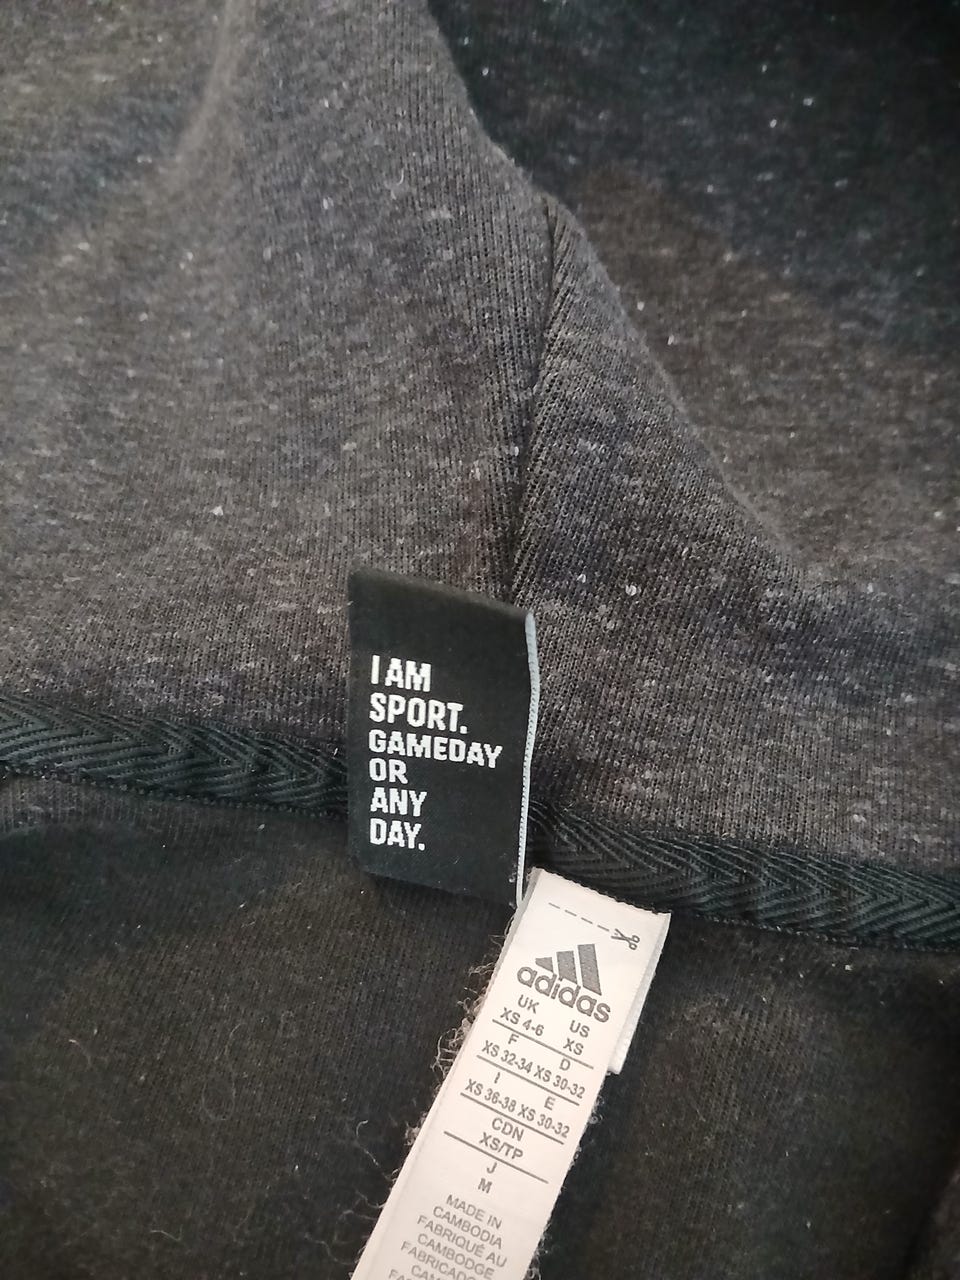 I AM
SPORT.
GAMEDAY
OR
ANY
DAY.
adidas
UK US
XS 4-6 XS
F D
XS 32-34 XS 30-32
I E
XS 36-38 XS 30-32
CDN
XS/TP
J
M
MADE IN
CAMBODIA
FABRIQUÉ AU
CAMBODGE